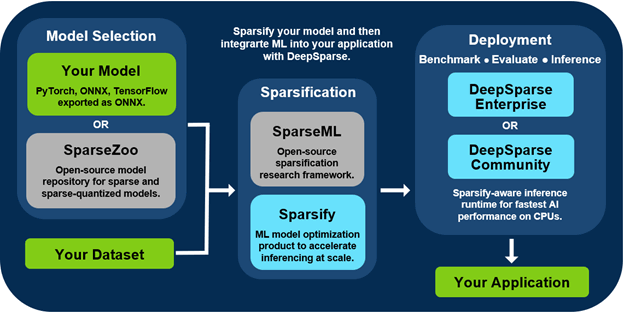 Model Selection
Your Model
PyTorch, ONNX, TensorFlow
exported as ONNX.
OR
SparseZoo
Open-source model
repository for sparse and
sparse-quantized models.
Your Dataset
Sparsify your model and then
integrarte ML into your application
with DeepSparse.
Sparsification
SparseML
Open-source
sparsification
research framework.
Sparsify
ML model optimization
product to accelerate
inferencing at scale.
Deployment
Benchmark ● Evaluate ● Inference
DeepSparse
Enterprise
OR
DeepSparse
Community
Sparsify-aware inference
runtime for fastest AI
performance on CPUs.
Your Application